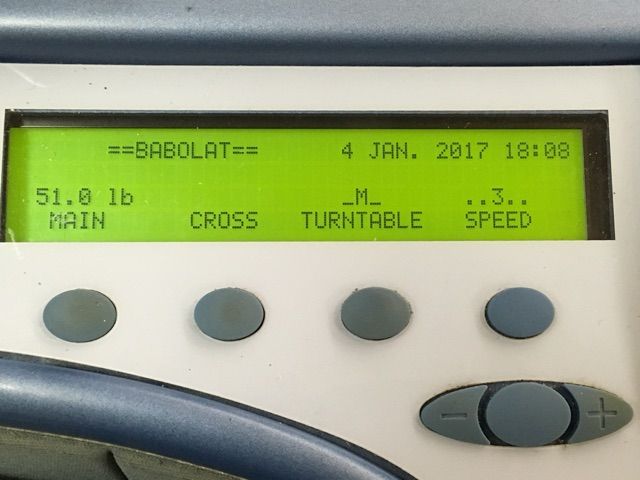 ==BABOLAT== 4 JAN. 2017 18:08
51.0 lb _M_ ..3..
MAIN CROSS TURNTABLE SPEED
− +